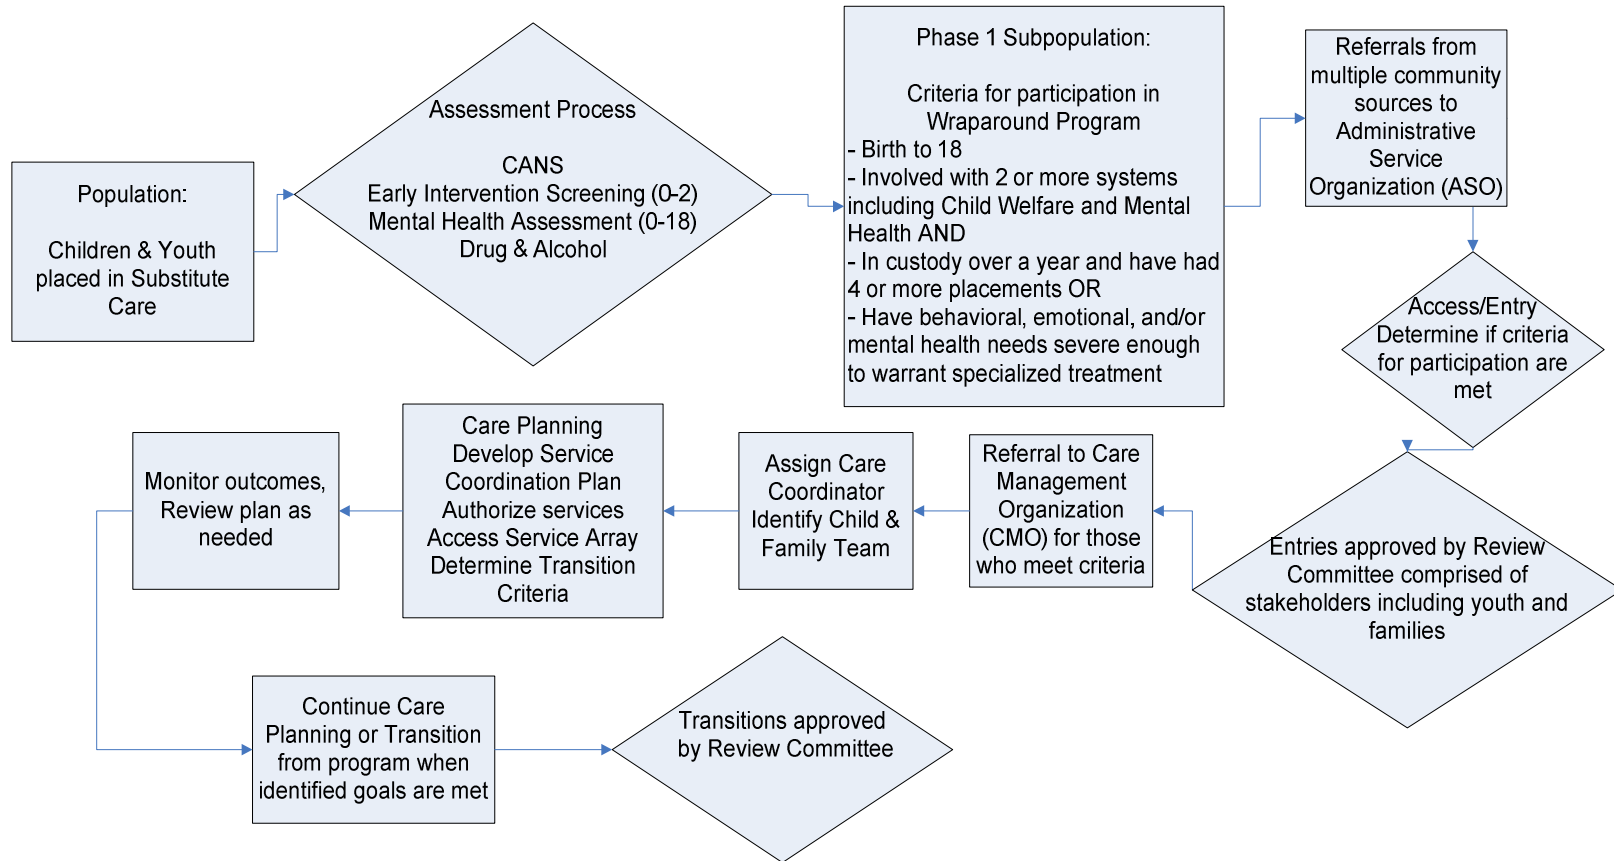 Population:
Children & Youth
placed in Substitute
Care
Assessment Process
CANS
Early Intervention Screening (0-2)
Mental Health Assessment (0-18)
Drug & Alcohol
Phase 1 Subpopulation:
Criteria for participation in
Wraparound Program
- Birth to 18
- Involved with 2 or more systems
including Child Welfare and Mental
Health AND
- In custody over a year and have had
4 or more placements OR
- Have behavioral, emotional, and/or
mental health needs severe enough
to warrant specialized treatment
Referrals from
multiple community
sources to
Administrative
Service
Organization (ASO)
Access/Entry
Determine if criteria
for participation are
met
Entries approved by Review
Committee comprised of
stakeholders including youth and
families
Referral to Care
Management
Organization
(CMO) for those
who meet criteria
Assign Care
Coordinator
Identify Child &
Family Team
Care Planning
Develop Service
Coordination Plan
Authorize services
Access Service Array
Determine Transition
Criteria
Monitor outcomes,
Review plan as
needed
Continue Care
Planning or Transition
from program when
identified goals are met
Transitions approved
by Review Committee